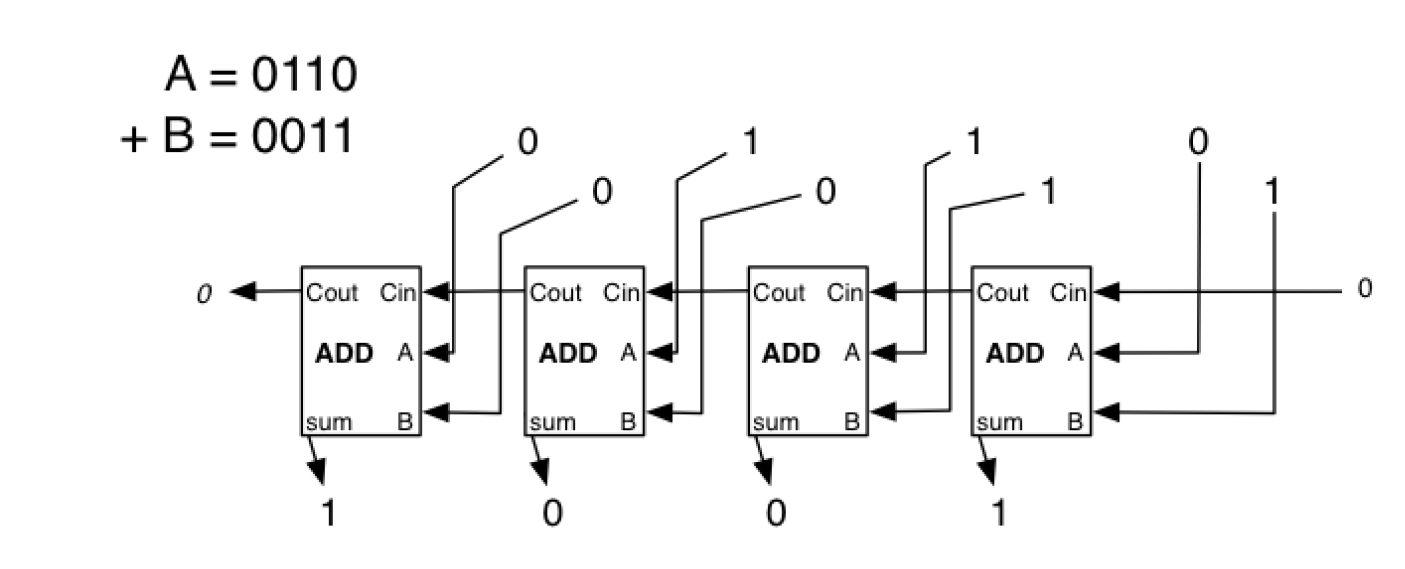 A = 0110
+ B = 0011
0 1 1 0
0 0 1 1
0 Cout Cin Cout Cin Cout Cin Cout Cin 0
ADD A ADD A ADD A ADD A
sum B sum B sum B sum B
1 0 0 1